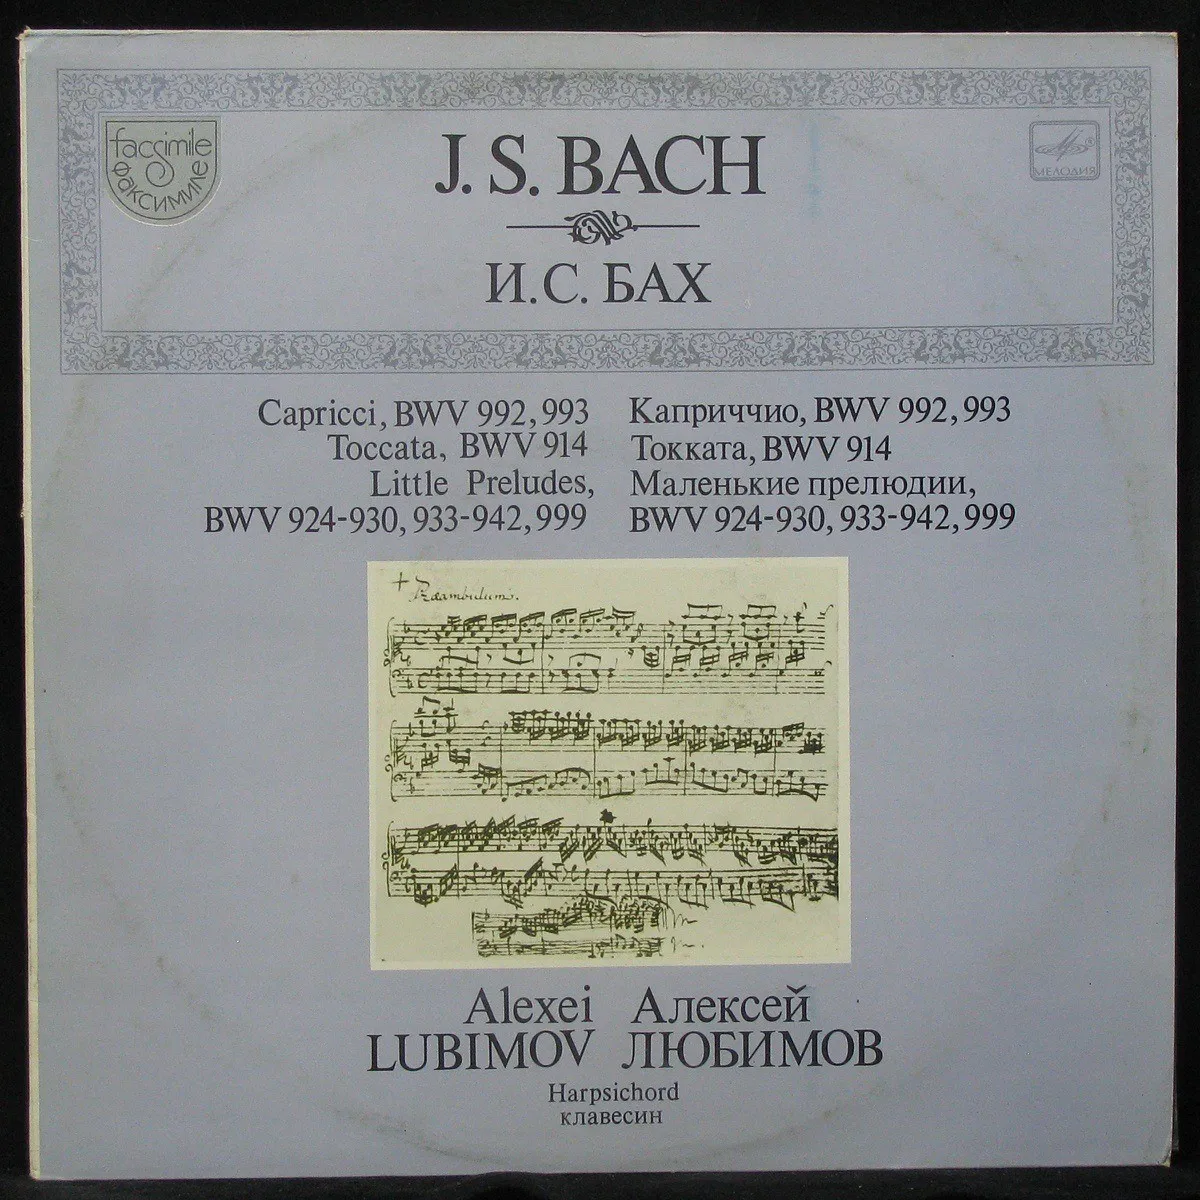 facsimile
факсимиле
МЕЛОДИЯ
J. S. BACH
И. С. БАХ
Capricci, BWV 992, 993
Toccata, BWV 914
Little Preludes,
BWV 924-930, 933-942, 999
Каприччио, BWV 992, 993
Токката, BWV 914
Маленькие прелюдии,
BWV 924-930, 933-942, 999
Praeambulum.
Alexei
LUBIMOV
Алексей
ЛЮБИМОВ
Harpsichord
клавесин